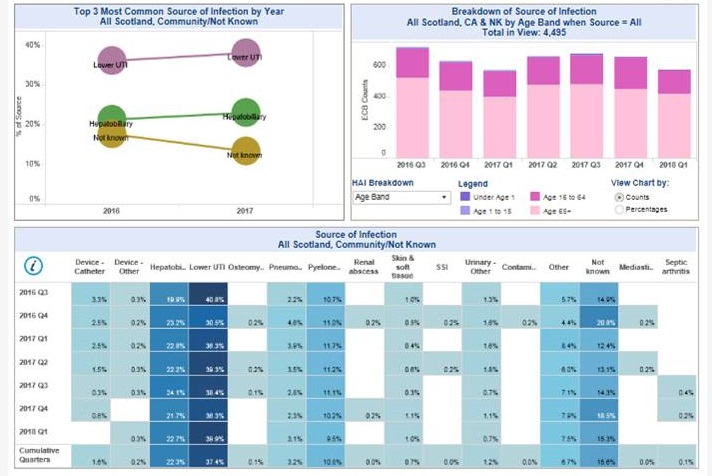 Top 3 Most Common Source of Infection by Year
All Scotland, Community/Not Known
40%
30%
20%
10%
0%
% of Source
Lower UTI
Lower UTI
Hepatobiliary
Hepatobiliary
Not known
Not known
2016 2017
Breakdown of Source of Infection
All Scotland, CA & NK by Age Band when Source = All
Total in View: 4,495
600
400
200
0
ECB Counts
2016 Q3 2016 Q4 2017 Q1 2017 Q2 2017 Q3 2017 Q4 2018 Q1
HAI Breakdown Legend View Chart by:
Age Band Under Age 1 Age 16 to 64 Counts
Age 1 to 15 Age 65+ Percentages
Source of Infection
All Scotland, Community/Not Known
Device - Catheter Device - Other Hepatobi.. Lower UTI Osteomy.. Pneumo.. Pyelone.. Renal abscess Skin & soft tissue SSI Urinary - Other Contami.. Other Not known Mediasti.. Septic arthritis
2016 Q3 3.3% 0.3% 19.9% 40.8% 2.2% 10.7% 1.0% 1.3% 5.7% 14.9%
2016 Q4 2.5% 0.2% 23.2% 30.5% 0.2% 4.6% 11.0% 0.2% 0.5% 0.2% 1.6% 0.2% 4.4% 20.8% 0.2%
2017 Q1 2.5% 0.2% 22.8% 36.3% 3.9% 11.7% 0.4% 1.6% 8.4% 12.4%
2017 Q2 1.5% 0.3% 22.2% 39.3% 0.2% 3.5% 11.2% 0.6% 0.2% 1.8% 6.0% 13.1% 0.2%
2017 Q3 0.3% 0.3% 24.1% 38.4% 0.1% 2.8% 11.1% 0.3% 0.7% 7.1% 14.3% 0.4%
2017 Q4 0.6% 21.7% 36.3% 2.3% 10.2% 0.2% 1.1% 1.1% 7.9% 18.5% 0.2%
2018 Q1 0.3% 22.7% 39.9% 3.1% 9.5% 1.0% 0.7% 7.5% 15.3%
Cumulative Quarters 1.6% 0.2% 22.3% 37.4% 0.1% 3.2% 10.8% 0.0% 0.7% 0.0% 1.2% 0.0% 6.7% 15.6% 0.0% 0.1%